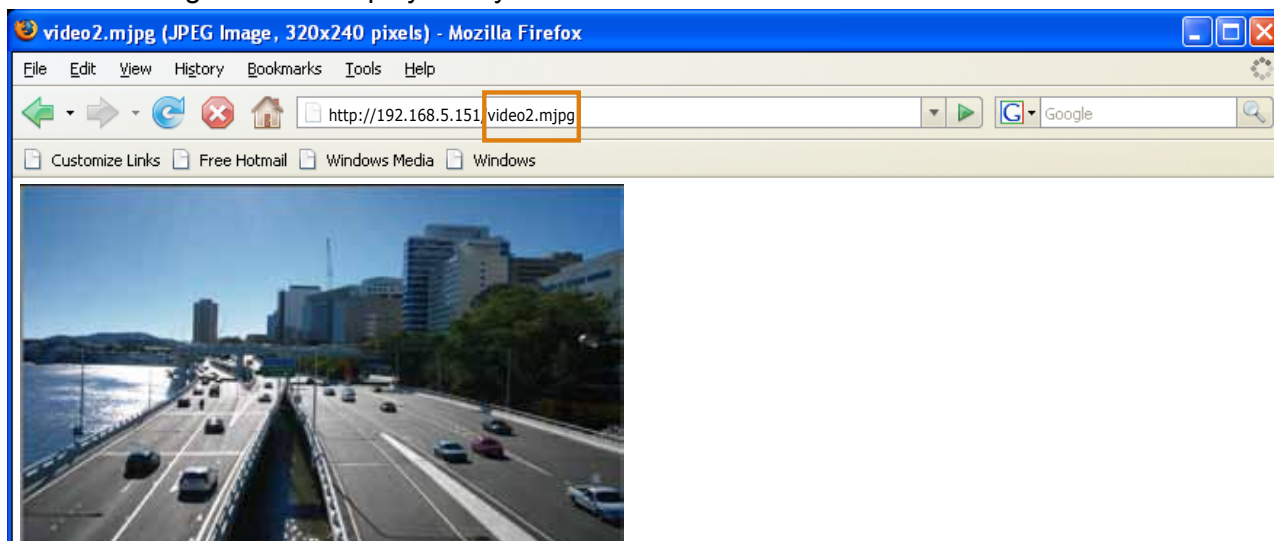 video2.mjpg (JPEG Image, 320x240 pixels) - Mozilla Firefox
File Edit View History Bookmarks Tools Help
http://192.168.5.151/video2.mjpg
G Google
Customize Links Free Hotmail Windows Media Windows